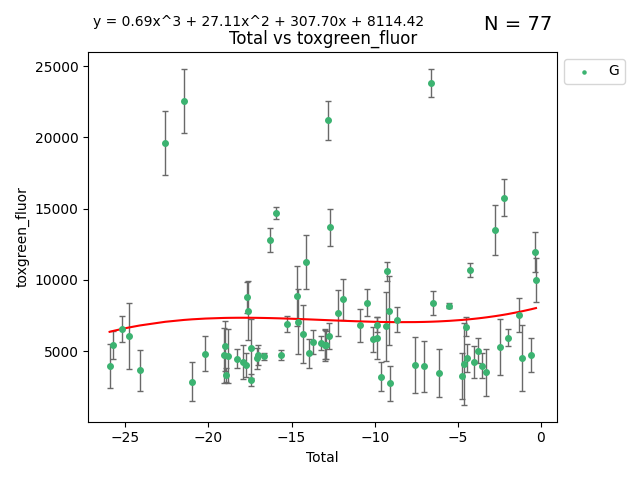 y = 0.69x^3 + 27.11x^2 + 307.70x + 8114.42
N = 77
Total vs toxgreen_fluor
G
25000
20000
15000
10000
5000
toxgreen_fluor
−25 −20 −15 −10 −5 0
Total